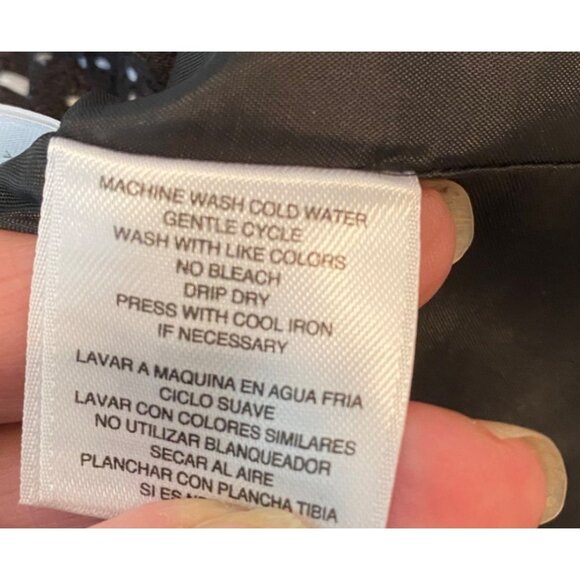 MACHINE WASH COLD WATER
GENTLE CYCLE
WASH WITH LIKE COLORS
NO BLEACH
DRIP DRY
PRESS WITH COOL IRON
IF NECESSARY
LAVAR A MAQUINA EN AGUA FRIA
CICLO SUAVE
LAVAR CON COLORES SIMILARES
NO UTILIZAR BLANQUEADOR
SECAR AL AIRE
PLANCHAR CON PLANCHA TIBIA
SI ES